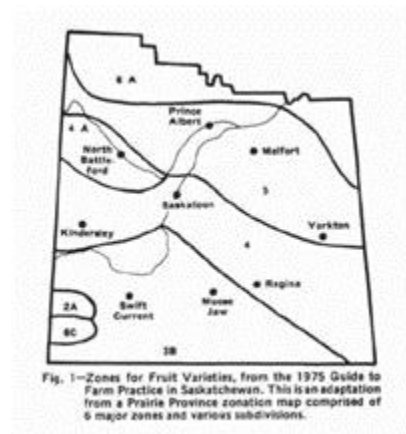 6 A
Prince
Albert
4 A
North
Battle-
ford
Melfort
Saskatoon
3
Kindersley
Yorkton
4
Regina
2A
Swift
Current
Moose
Jaw
6C
3B
Fig. 1—Zones for Fruit Varieties, from the 1975 Guide to
Farm Practice in Saskatchewan. This is an adaptation
from a Prairie Province zonation map comprised of
6 major zones and various subdivisions.